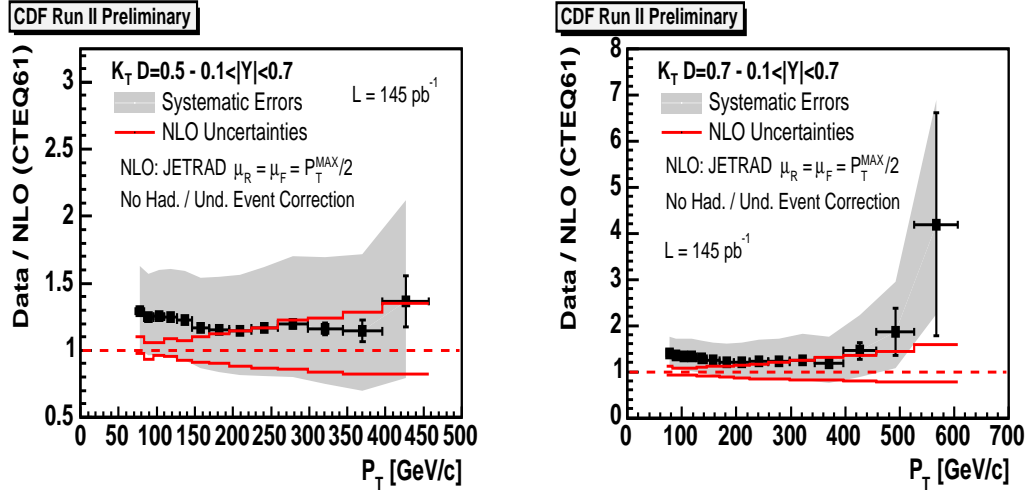 CDF Run II Preliminary
Data / NLO (CTEQ61)
3
2.5
2
1.5
1
0.5
K_T D=0.5 - 0.1<|Y|<0.7
Systematic Errors
L = 145 pb^-1
NLO Uncertainties
NLO: JETRAD μ_R = μ_F = P_T^MAX/2
No Had. / Und. Event Correction
0 50 100 150 200 250 300 350 400 450 500
P_T [GeV/c]
CDF Run II Preliminary
Data / NLO (CTEQ61)
8
7
6
5
4
3
2
1
0
K_T D=0.7 - 0.1<|Y|<0.7
Systematic Errors
NLO Uncertainties
NLO: JETRAD μ_R = μ_F = P_T^MAX/2
No Had. / Und. Event Correction
L = 145 pb^-1
0 100 200 300 400 500 600 700
P_T [GeV/c]